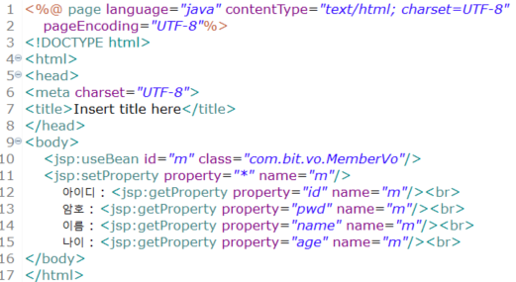 1 <%@ page language="java" contentType="text/html; charset=UTF-8"
2 pageEncoding="UTF-8"%>
3 <!DOCTYPE html>
4 <html>
5 <head>
6 <meta charset="UTF-8">
7 <title>Insert title here</title>
8 </head>
9 <body>
10 <jsp:useBean id="m" class="com.bit.vo.MemberVo"/>
11 <jsp:setProperty property="*" name="m"/>
12 아이디 : <jsp:getProperty property="id" name="m"/><br>
13 암호 : <jsp:getProperty property="pwd" name="m"/><br>
14 이름 : <jsp:getProperty property="name" name="m"/><br>
15 나이 : <jsp:getProperty property="age" name="m"/><br>
16 </body>
17 </html>